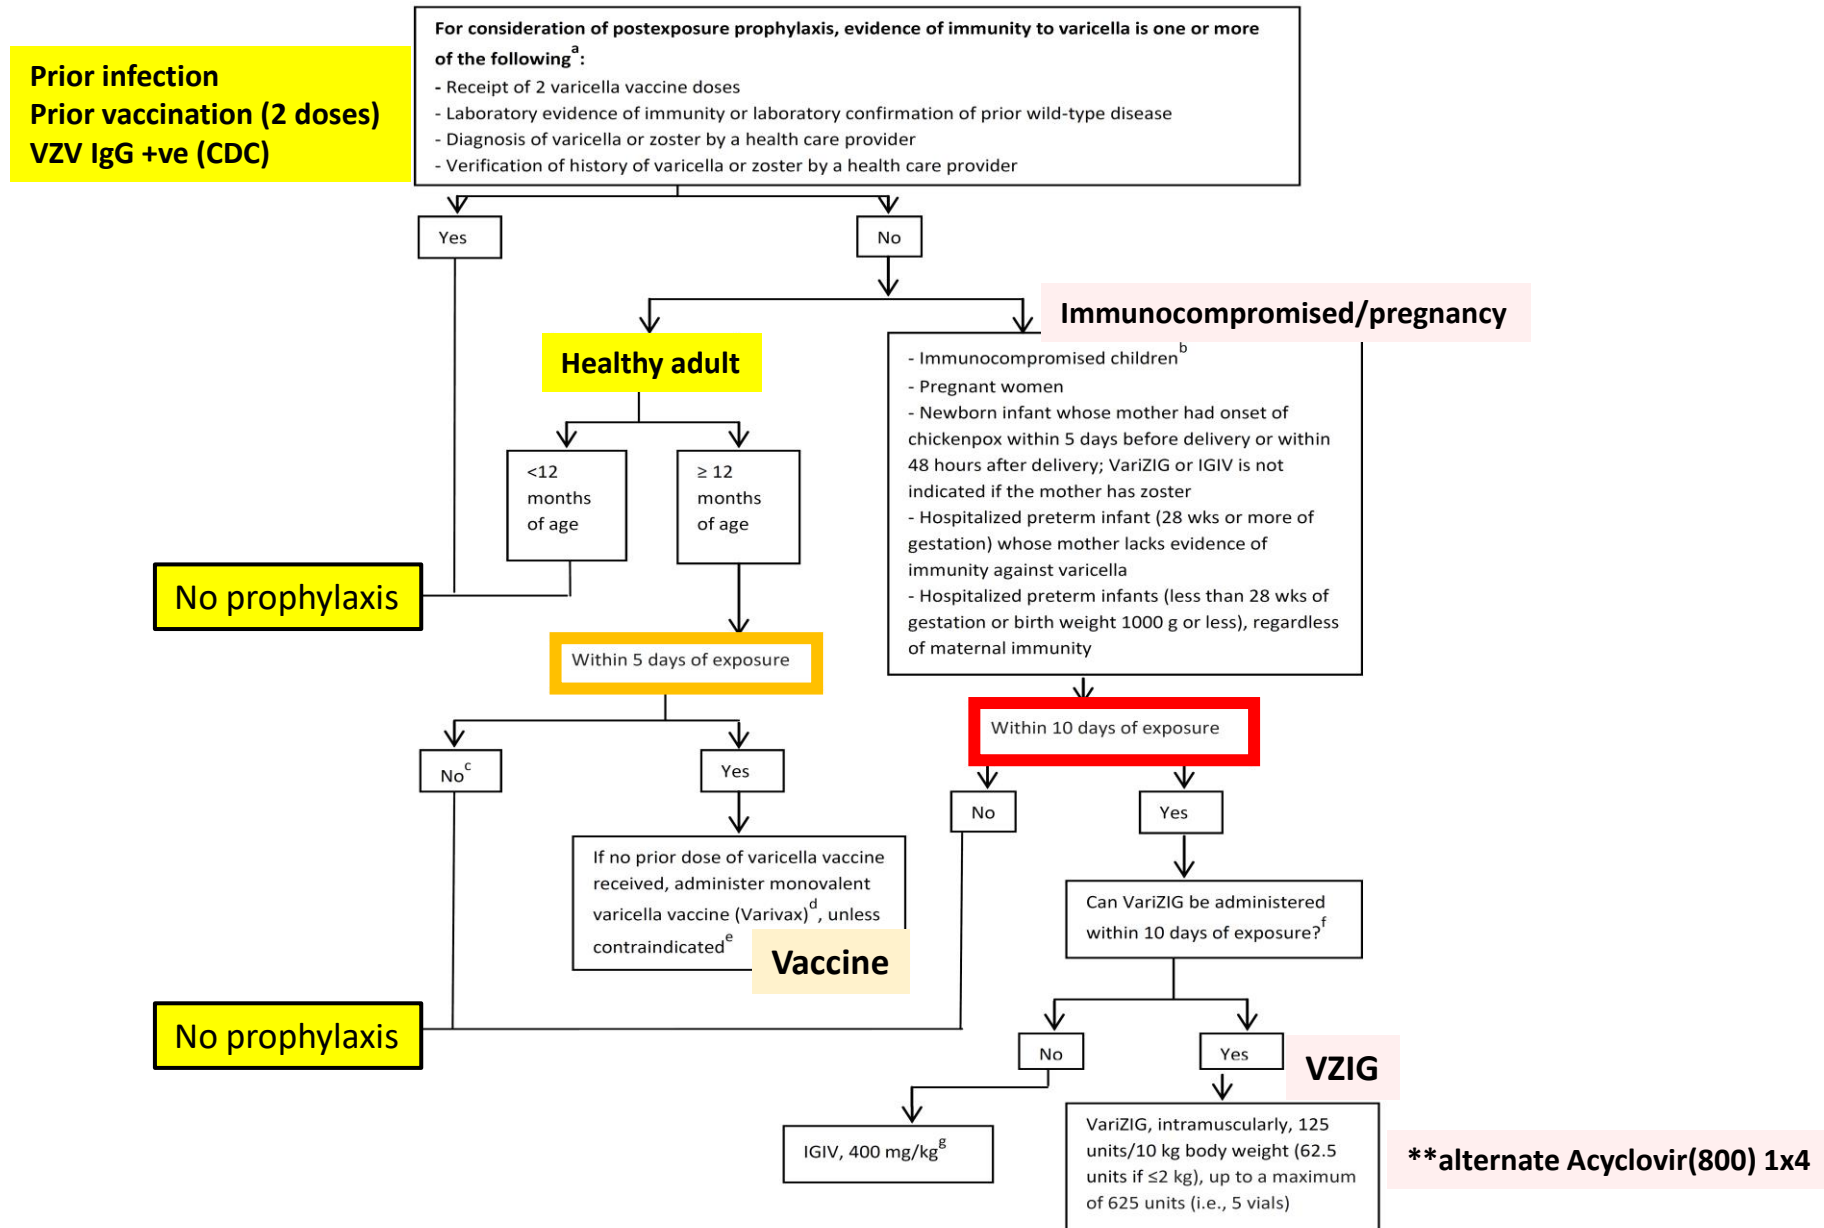 For consideration of postexposure prophylaxis, evidence of immunity to varicella is one or more
of the followingᵃ:
- Receipt of 2 varicella vaccine doses
- Laboratory evidence of immunity or laboratory confirmation of prior wild-type disease
- Diagnosis of varicella or zoster by a health care provider
- Verification of history of varicella or zoster by a health care provider
Prior infection
Prior vaccination (2 doses)
VZV IgG +ve (CDC)
Yes
No
Immunocompromised/pregnancy
Healthy adult
- Immunocompromised childrenᵇ
- Pregnant women
- Newborn infant whose mother had onset of
chickenpox within 5 days before delivery or within
48 hours after delivery; VariZIG or IGIV is not
indicated if the mother has zoster
- Hospitalized preterm infant (28 wks or more of
gestation) whose mother lacks evidence of
immunity against varicella
- Hospitalized preterm infants (less than 28 wks of
gestation or birth weight 1000 g or less), regardless
of maternal immunity
<12
months
of age
≥ 12
months
of age
No prophylaxis
Within 5 days of exposure
Within 10 days of exposure
Noᶜ
Yes
No
Yes
If no prior dose of varicella vaccine
received, administer monovalent
varicella vaccine (Varivax)ᵈ, unless
contraindicatedᵉ
Vaccine
Can VariZIG be administered
within 10 days of exposure?ᶠ
No prophylaxis
No
Yes
VZIG
IGIV, 400 mg/kgᵍ
VariZIG, intramuscularly, 125
units/10 kg body weight (62.5
units if ≤2 kg), up to a maximum
of 625 units (i.e., 5 vials)
**alternate Acyclovir(800) 1x4